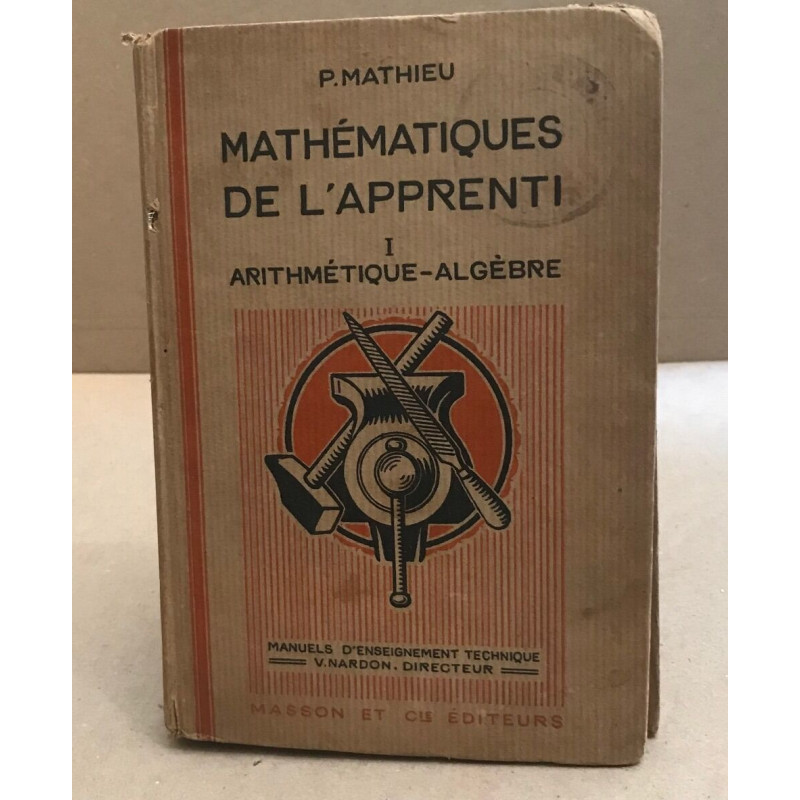 P. MATHIEU
MATHÉMATIQUES
DE L'APPRENTI
I
ARITHMÉTIQUE-ALGÈBRE
MANUELS D'ENSEIGNEMENT TECHNIQUE
V. NARDON. DIRECTEUR
MASSON ET CIE ÉDITEURS